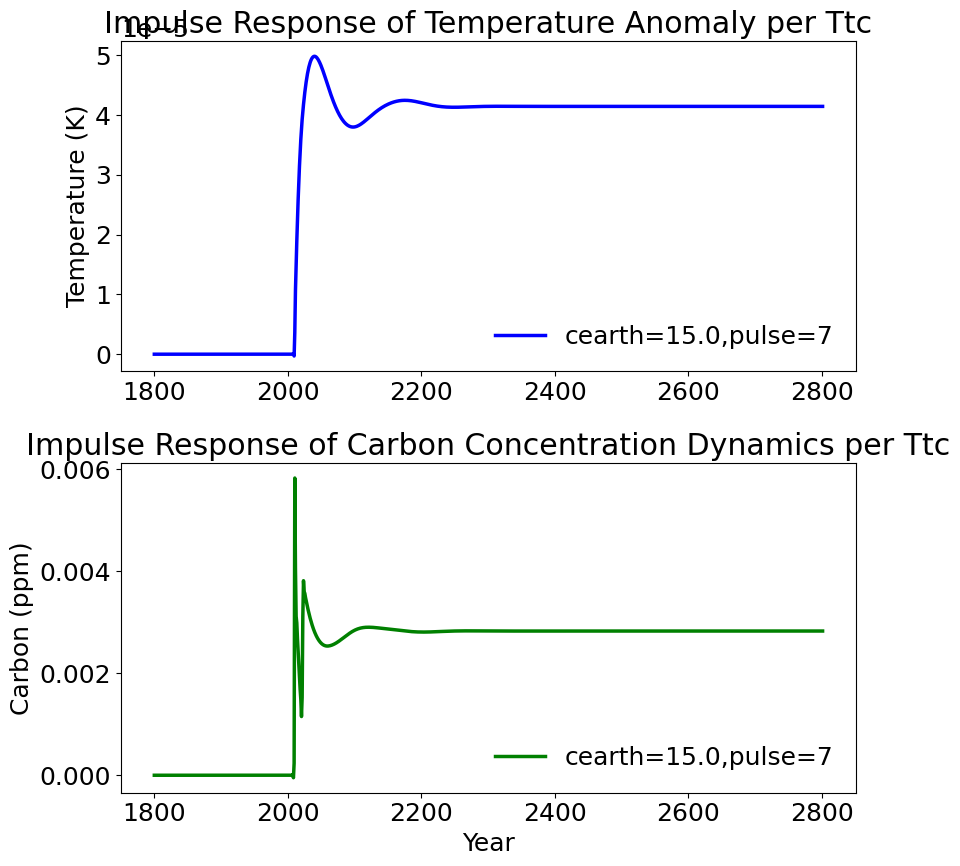 Impulse Response of Temperature Anomaly per Ttc
1e−5
5
4
3
2
1
0
Temperature (K)
cearth=15.0,pulse=7
1800 2000 2200 2400 2600 2800
Impulse Response of Carbon Concentration Dynamics per Ttc
0.006
0.004
0.002
0.000
Carbon (ppm)
cearth=15.0,pulse=7
1800 2000 2200 2400 2600 2800
Year